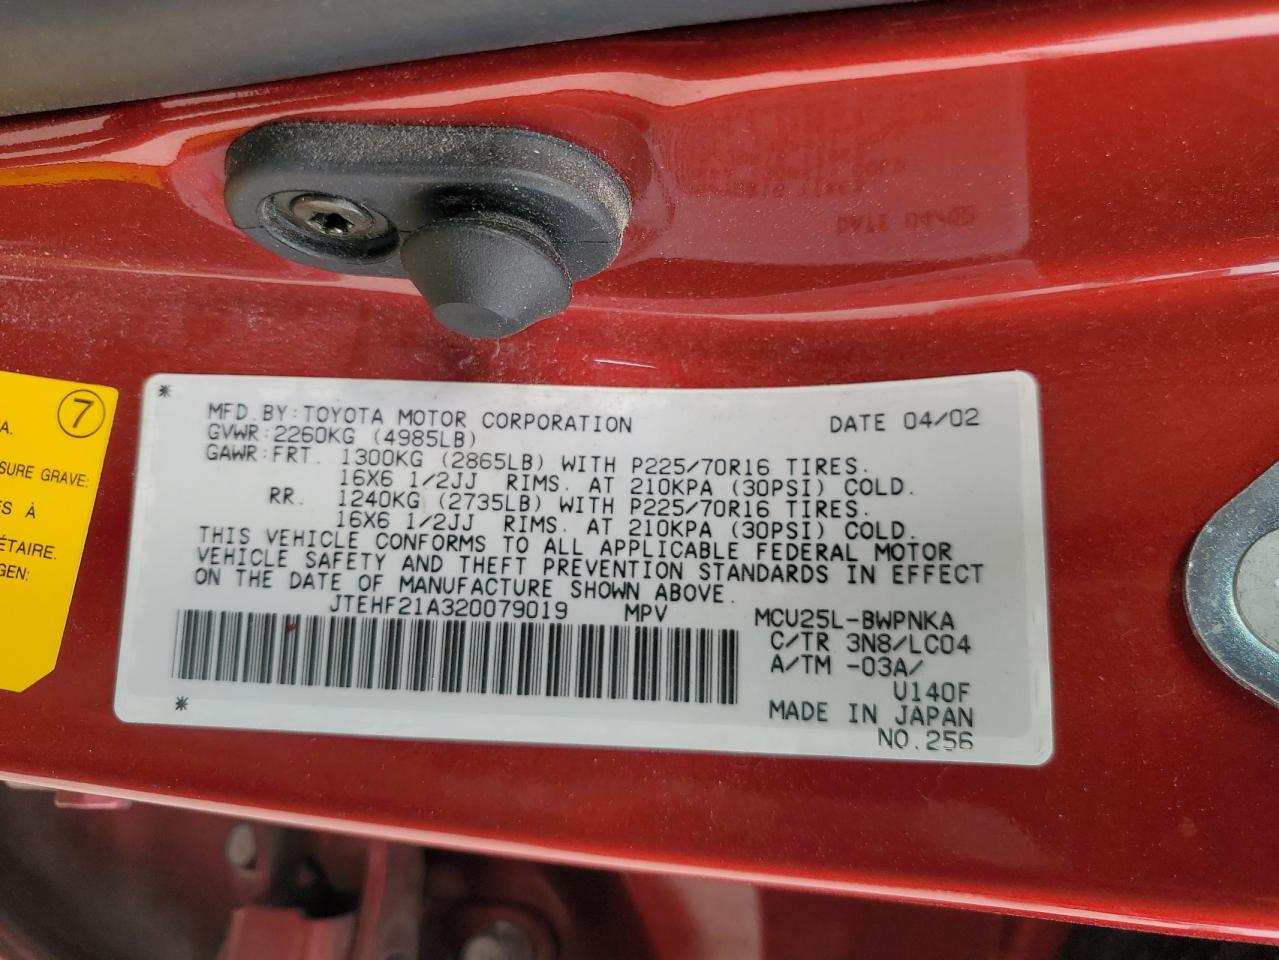 7
A.
SURE GRAVE:
S À
ÉTAIRE.
GEN:
* MFD. BY: TOYOTA MOTOR CORPORATION DATE 04/02
GVWR: 2260KG (4985LB)
GAWR: FRT. 1300KG (2865LB) WITH P225/70R16 TIRES.
16X6 1/2JJ RIMS. AT 210KPA (30PSI) COLD.
RR. 1240KG (2735LB) WITH P225/70R16 TIRES.
16X6 1/2JJ RIMS. AT 210KPA (30PSI) COLD.
THIS VEHICLE CONFORMS TO ALL APPLICABLE FEDERAL MOTOR
VEHICLE SAFETY AND THEFT PREVENTION STANDARDS IN EFFECT
ON THE DATE OF MANUFACTURE SHOWN ABOVE.
JTEHF21A320079019 MPV MCU25L-BWPNKA
C/TR 3N8/LC04
A/TM -03A/
U140F
* MADE IN JAPAN
NO.256